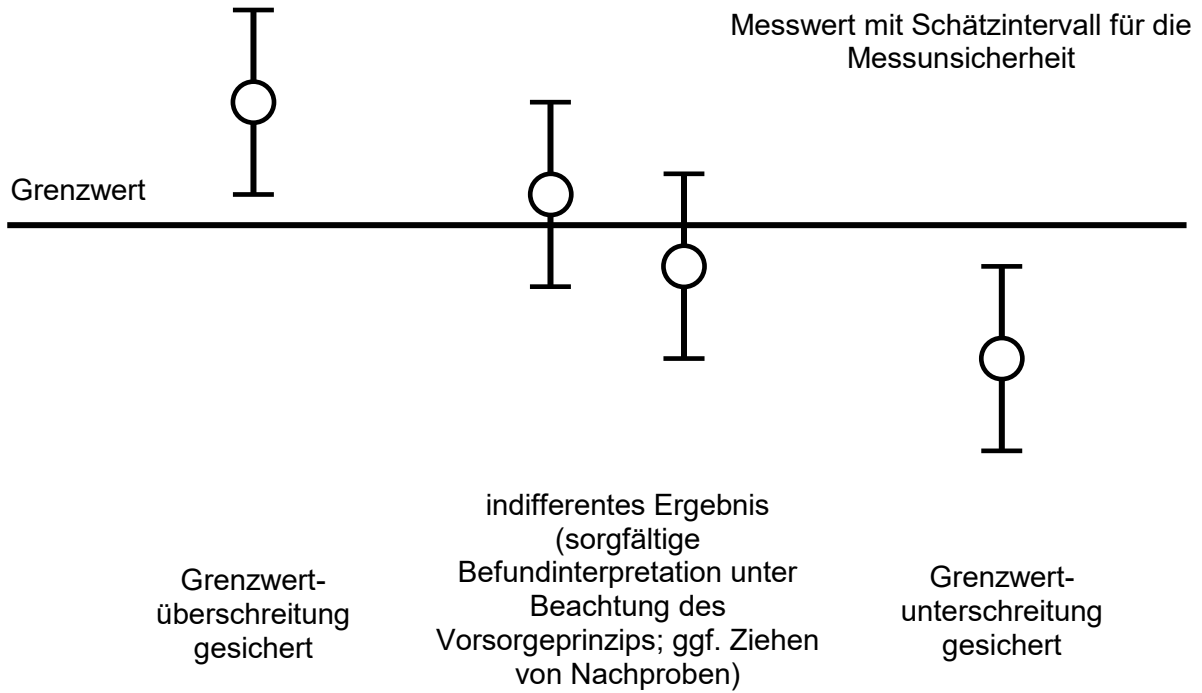 Messwert mit Schätzintervall für die
Messunsicherheit
Grenzwert
Grenzwert-
überschreitung
gesichert
indifferentes Ergebnis
(sorgfältige
Befundinterpretation unter
Beachtung des
Vorsorgeprinzips; ggf. Ziehen
von Nachproben)
Grenzwert-
unterschreitung
gesichert